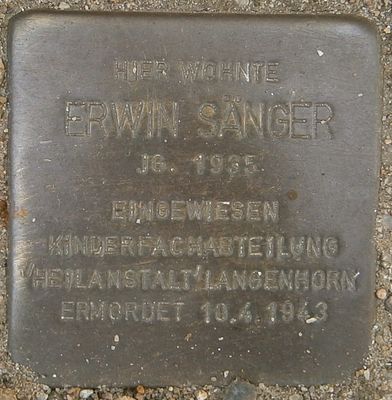 HIER WOHNTE
ERWIN SÄNGER
JG. 1935
EINGEWIESEN
KINDERFACHABTEILUNG
'HEILANSTALT' LANGENHORN
ERMORDET 10.4.1943